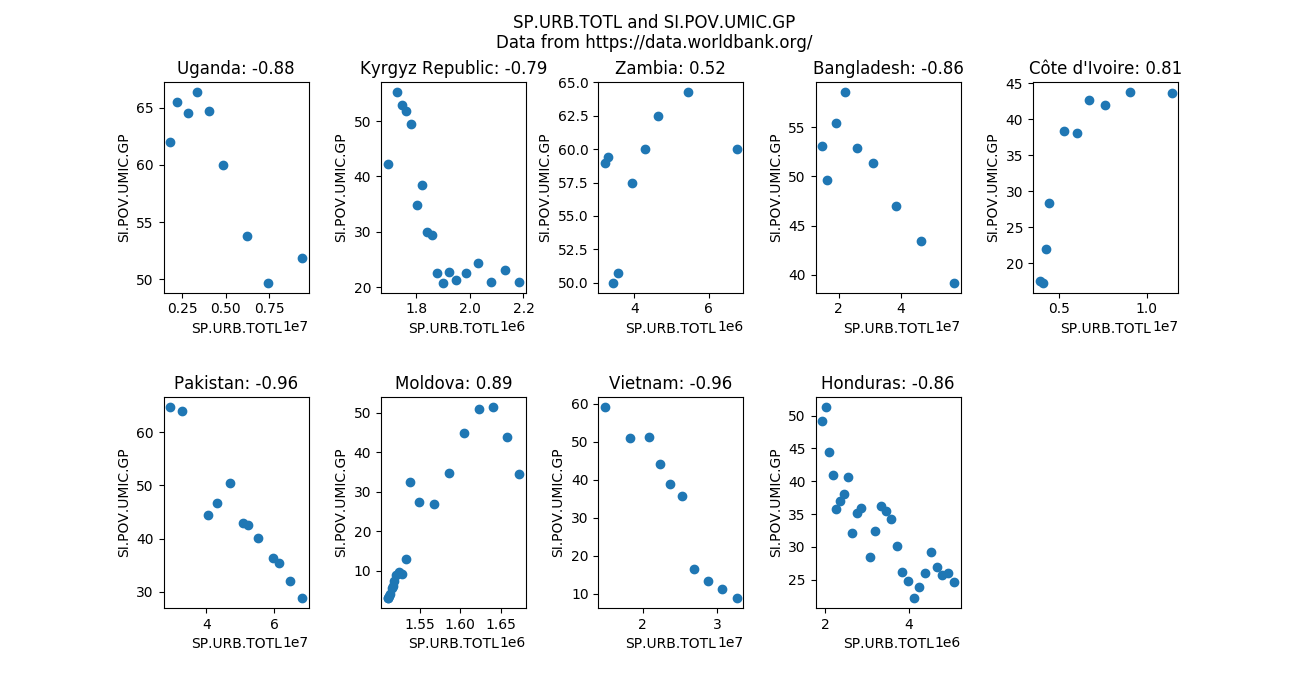 SP.URB.TOTL and SI.POV.UMIC.GP
Data from https://data.worldbank.org/
Uganda: -0.88
65
60
55
50
SI.POV.UMIC.GP
0.25 0.50 0.75
SP.URB.TOTL 1e7
Kyrgyz Republic: -0.79
50
40
30
20
SI.POV.UMIC.GP
1.8 2.0 2.2
SP.URB.TOTL 1e6
Zambia: 0.52
65.0
62.5
60.0
57.5
55.0
52.5
50.0
SI.POV.UMIC.GP
4 6
SP.URB.TOTL 1e6
Bangladesh: -0.86
55
50
45
40
SI.POV.UMIC.GP
2 4
SP.URB.TOTL 1e7
Côte d'Ivoire: 0.81
45
40
35
30
25
20
SI.POV.UMIC.GP
0.5 1.0
SP.URB.TOTL 1e7
Pakistan: -0.96
60
50
40
30
SI.POV.UMIC.GP
4 6
SP.URB.TOTL 1e7
Moldova: 0.89
50
40
30
20
10
SI.POV.UMIC.GP
1.55 1.60 1.65
SP.URB.TOTL 1e6
Vietnam: -0.96
60
50
40
30
20
10
SI.POV.UMIC.GP
2 3
SP.URB.TOTL 1e7
Honduras: -0.86
50
45
40
35
30
25
SI.POV.UMIC.GP
2 4
SP.URB.TOTL 1e6